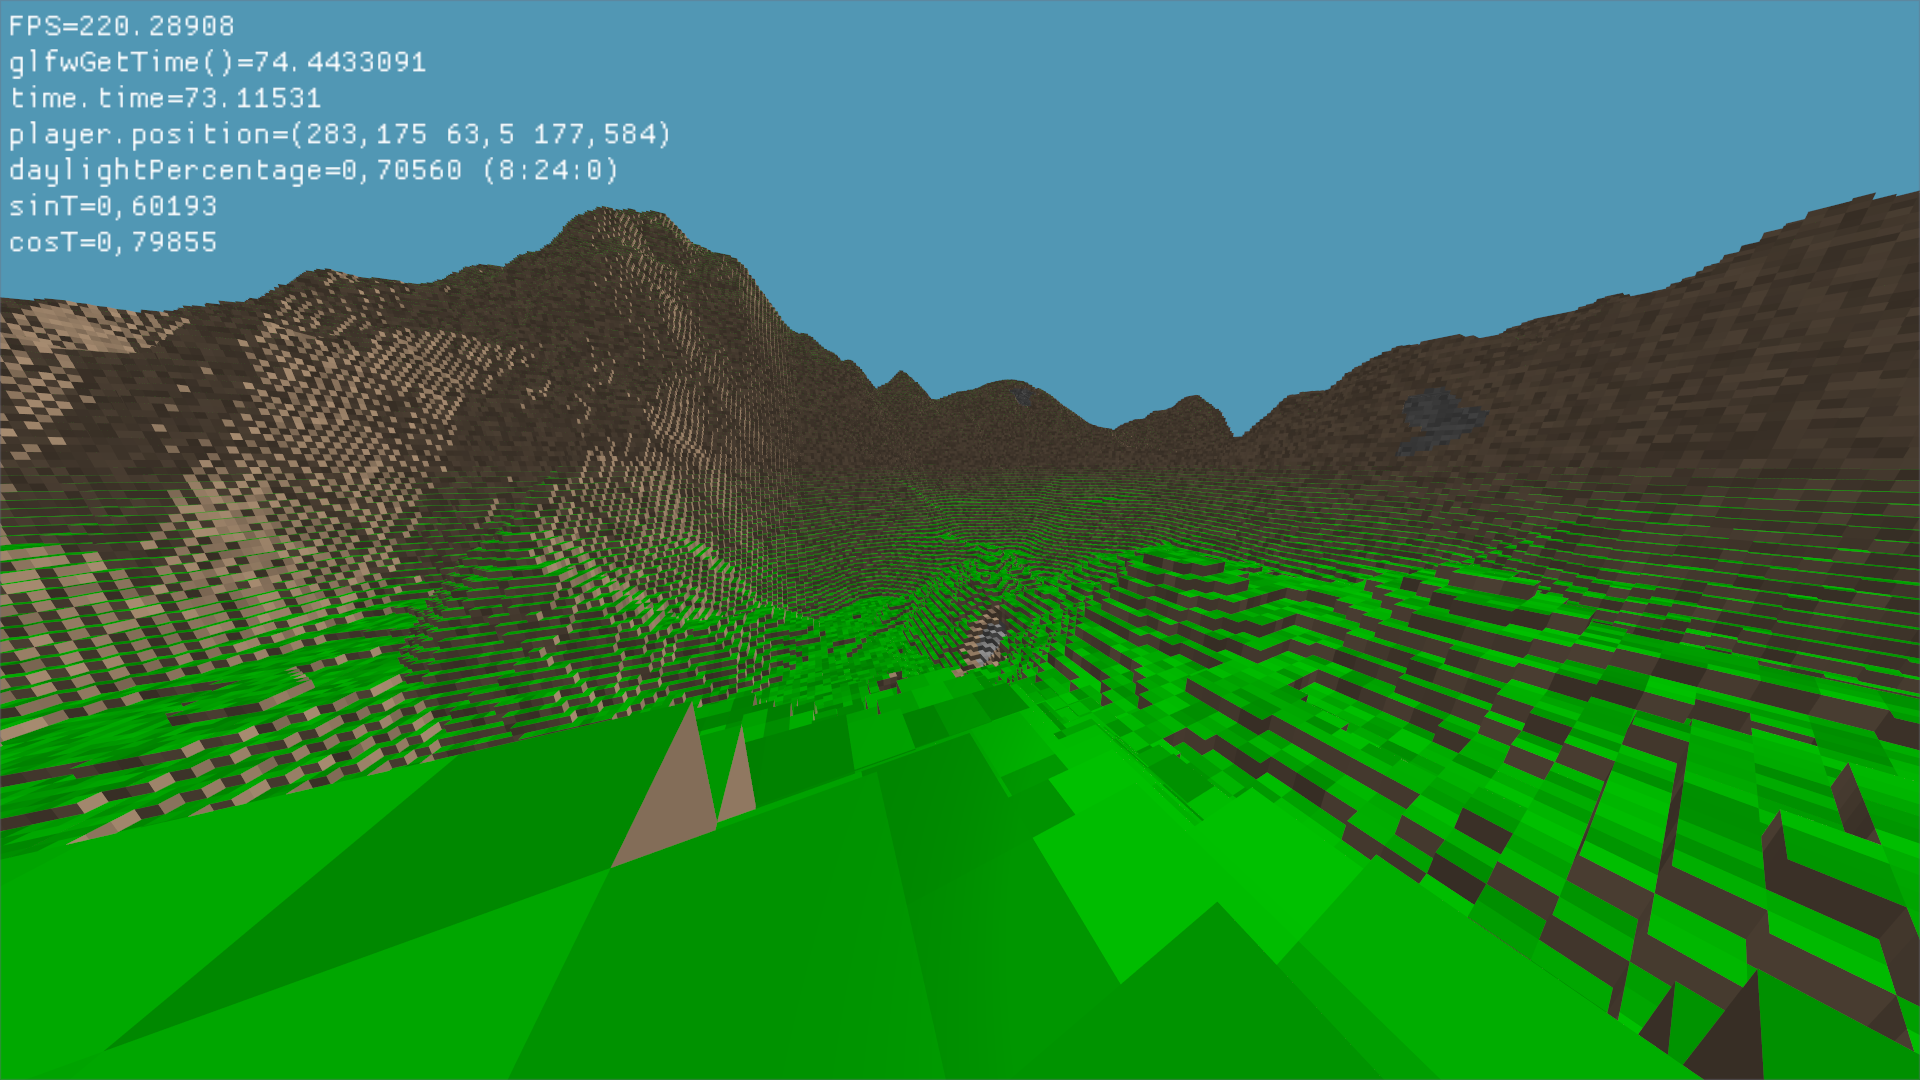 FPS=220.28908
glfwGetTime()=74.4433091
time.time=73.11531
player.position=(283,175 63,5 177,584)
daylightPercentage=0,70560 (8:24:0)
sinT=0,60193
cosT=0,79855